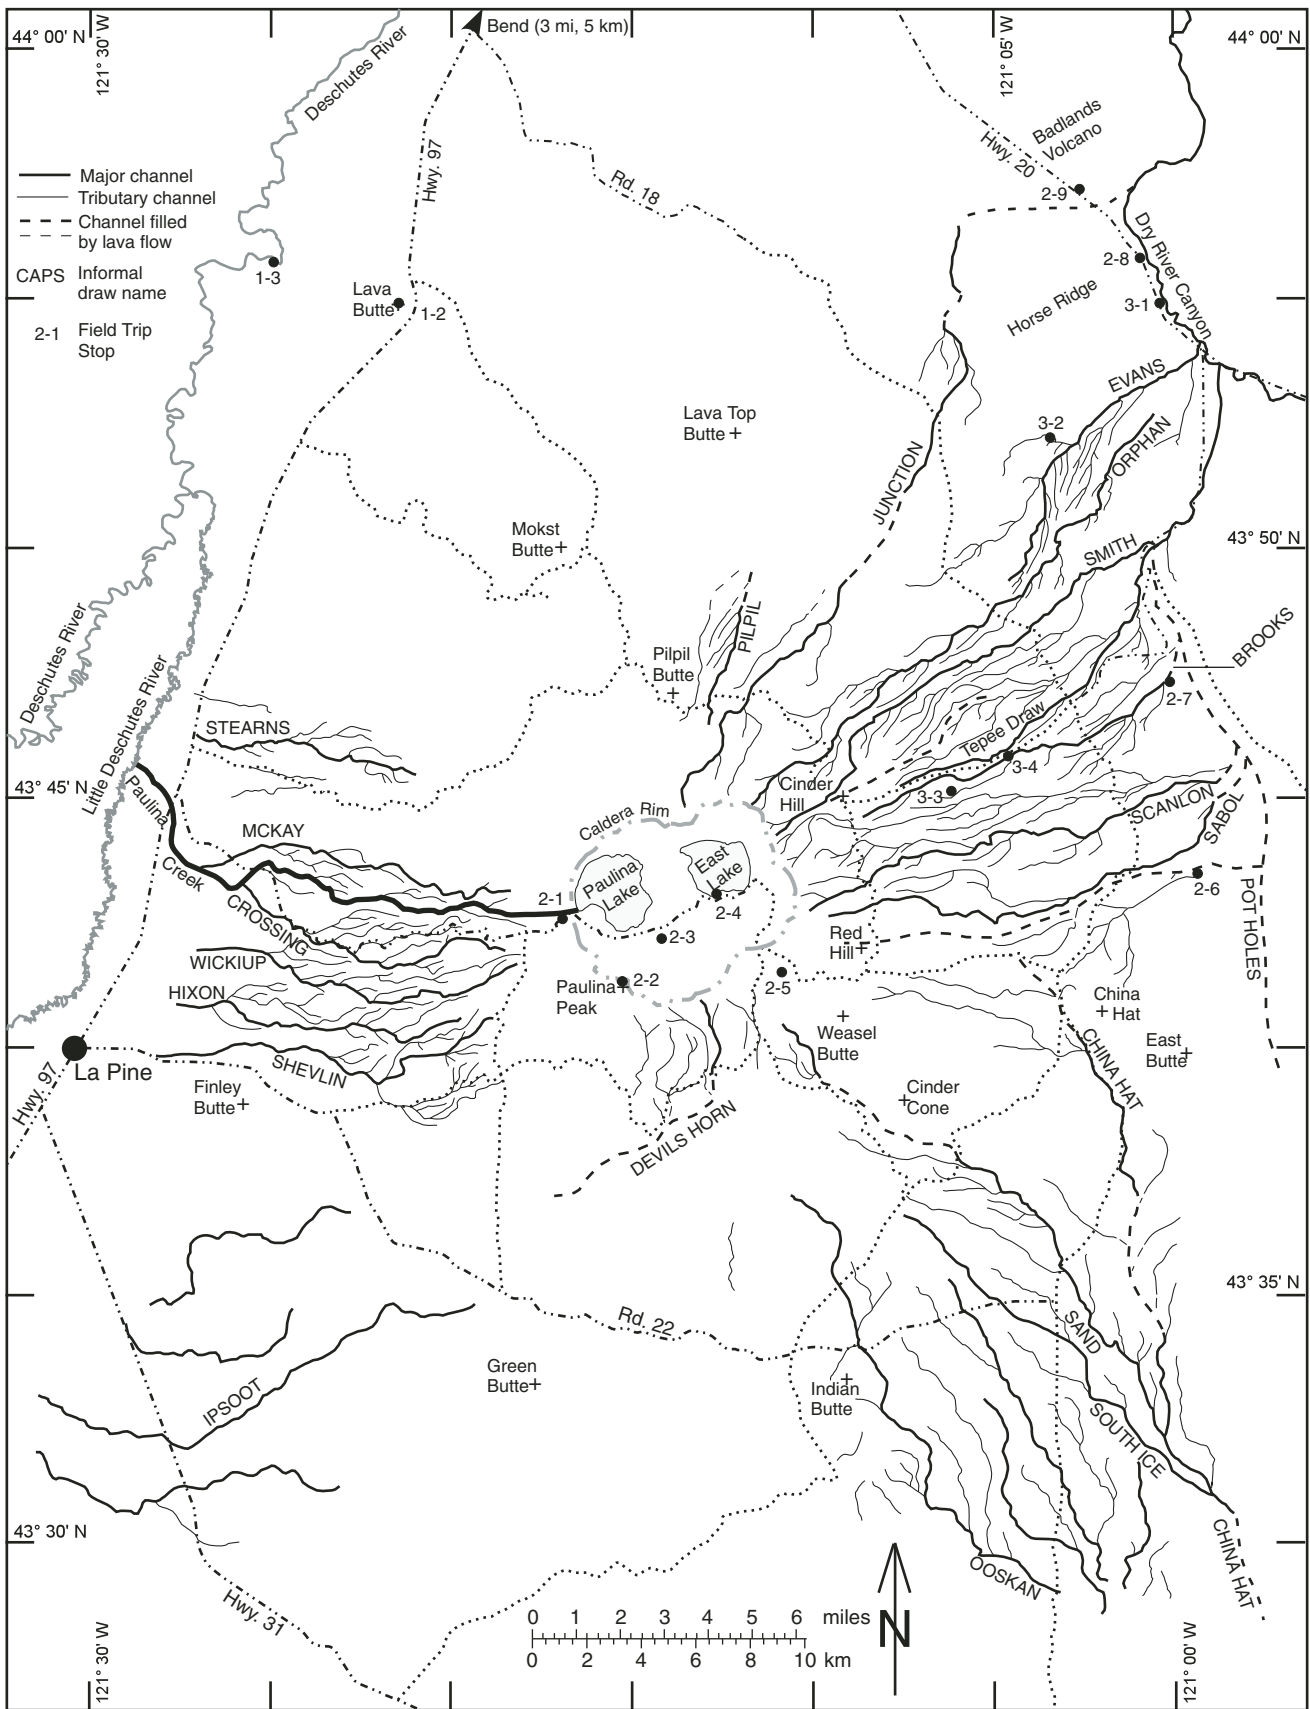 Bend (3 mi, 5 km)
44° 00' N
121° 30' W
Deschutes River
Hwy. 97
121° 05' W
44° 00' N
Badlands
Volcano
Hwy. 20
Rd. 18
2-9
Major channel
Tributary channel
Channel filled
by lava flow
CAPS
Informal
draw name
2-1
Field Trip
Stop
1-3
Lava
Butte
1-2
Dry River Canyon
2-8
3-1
Horse Ridge
EVANS
Lava Top
Butte
3-2
ORPHAN
JUNCTION
Mokst
Butte
SMITH
43° 50' N
Deschutes River
Little Deschutes River
PILPIL
Pilpil
Butte
BROOKS
2-7
STEARNS
Tepee Draw
3-4
43° 45' N
Paulina
Creek
Cinder
Hill
3-3
SCANLON
SABOL
Caldera Rim
MCKAY
Paulina
Lake
East
Lake
2-1
2-4
2-6
CROSSING
2-3
Red
Hill
POT HOLES
WICKIUP
HIXON
Paulina
Peak
2-2
2-5
China
Hat
Weasel
Butte
East
Butte
CHINA HAT
La Pine
Hwy. 97
SHEVLIN
Finley
Butte
Cinder
Cone
DEVILS HORN
43° 35' N
Rd. 22
SAND
Green
Butte
Indian
Butte
IPSOOT
SOUTH ICE
43° 30' N
CHINA HAT
OOSKAN
Hwy. 31
0 1 2 3 4 5 6 miles
0 2 4 6 8 10 km
N
121° 30' W
121° 00' W